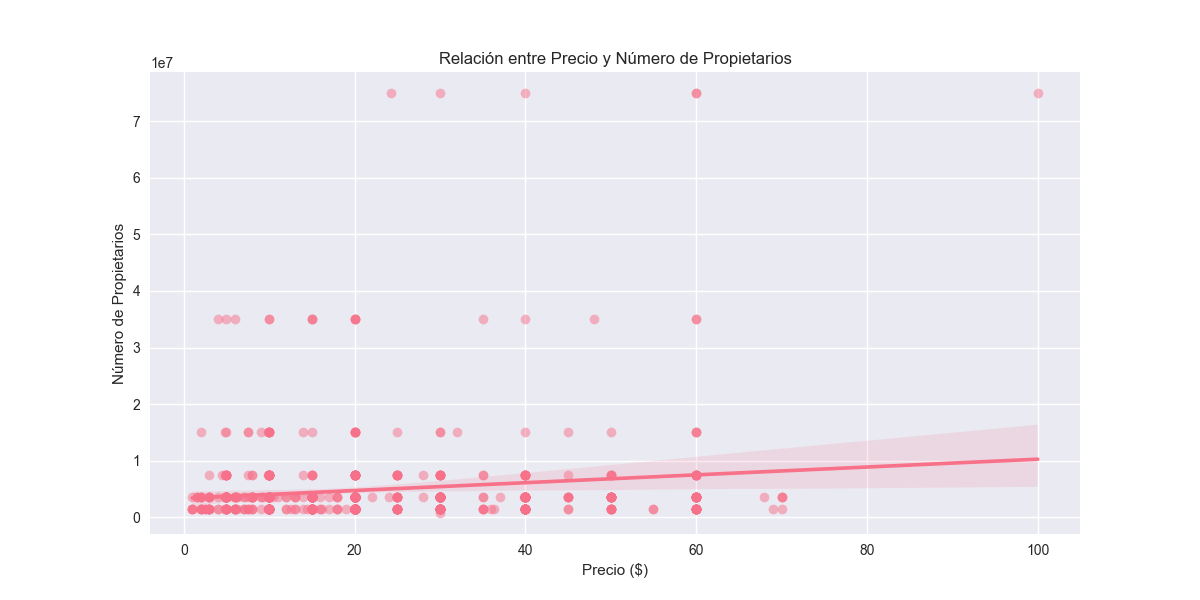 Relación entre Precio y Número de Propietarios
1e7
7
6
5
4
3
2
1
0
Número de Propietarios
0 20 40 60 80 100
Precio ($)